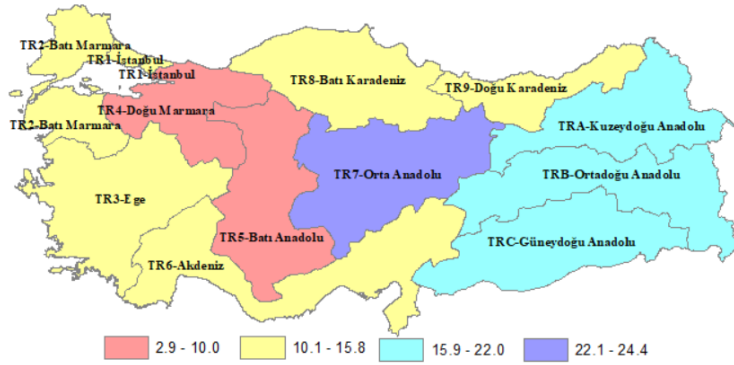 TR2-Batı Marmara
TR1-İstanbul
TR1-İstanbul
TR8-Batı Karadeniz
TR9-Doğu Karadeniz
TR4-Doğu Marmara
TR2-Batı Marmara
TRA-Kuzeydoğu Anadolu
TR7-Orta Anadolu
TRB-Ortadoğu Anadolu
TR3-Ege
TR5-Batı Anadolu
TRC-Güneydoğu Anadolu
TR6-Akdeniz
2.9 - 10.0 10.1 - 15.8 15.9 - 22.0 22.1 - 24.4